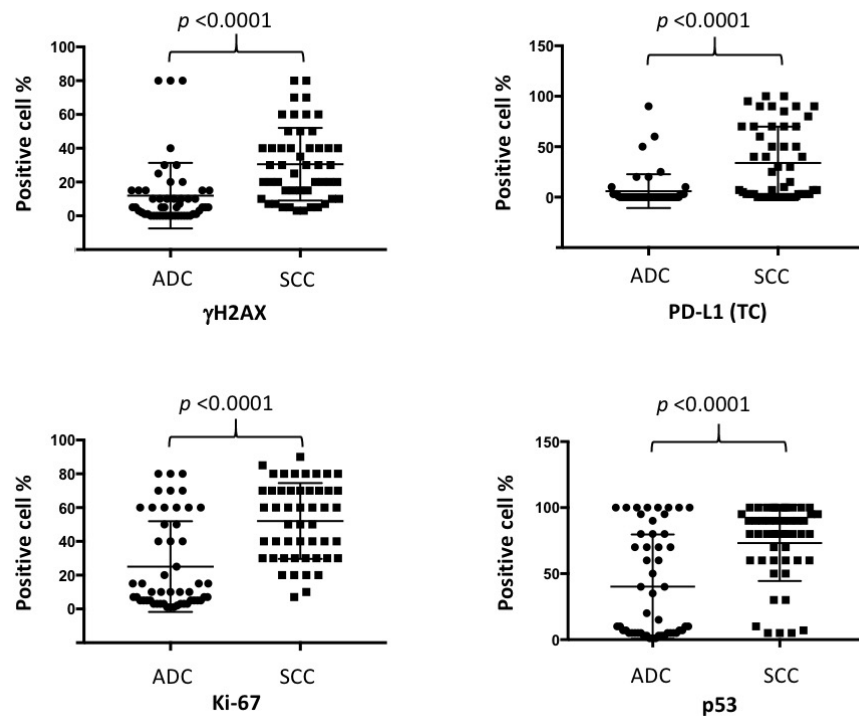 p <0.0001
Positive cell %
100
80
60
40
20
0
ADC SCC
γH2AX
p <0.0001
Positive cell %
150
100
50
0
ADC SCC
PD-L1 (TC)
p <0.0001
Positive cell %
100
80
60
40
20
0
ADC SCC
Ki-67
p <0.0001
Positive cell %
150
100
50
0
ADC SCC
p53